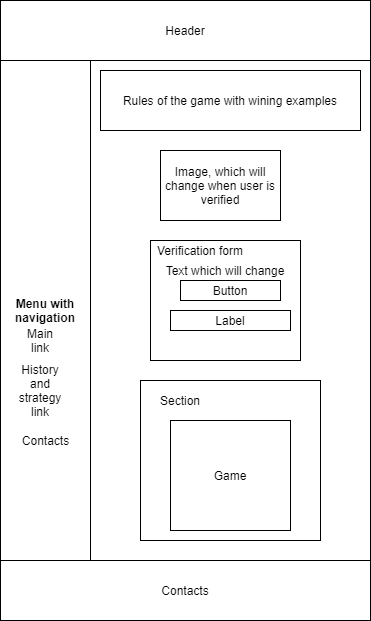 Header
Rules of the game with wining examples
Image, which will
change when user is
verified
Verification form
Text which will change
Button
Label
Menu with
navigation
Main
link
History
and
strategy
link
Contacts
Section
Game
Contacts